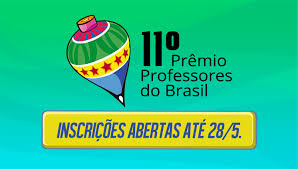 11º
Prêmio
Professores
do Brasil
INSCRIÇÕES ABERTAS ATÉ 28/5.